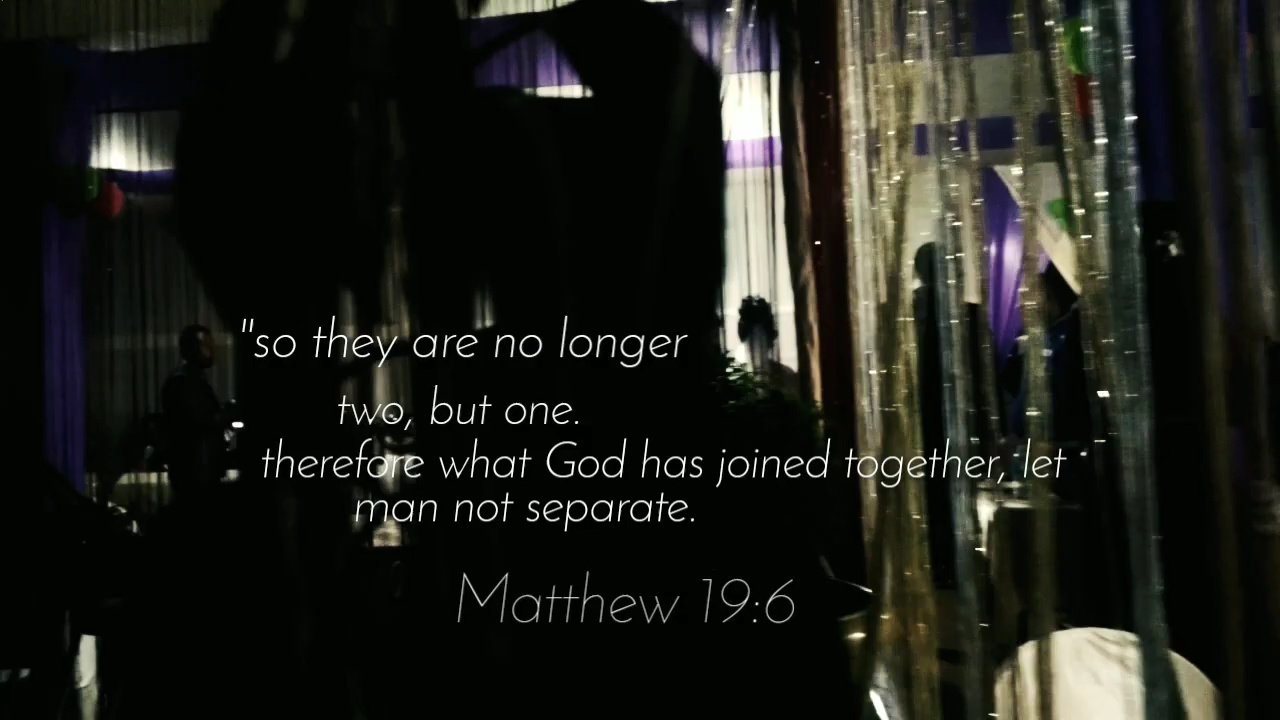 "so they are no longer
two, but one.
therefore what God has joined together, let
man not separate.
Matthew 19:6